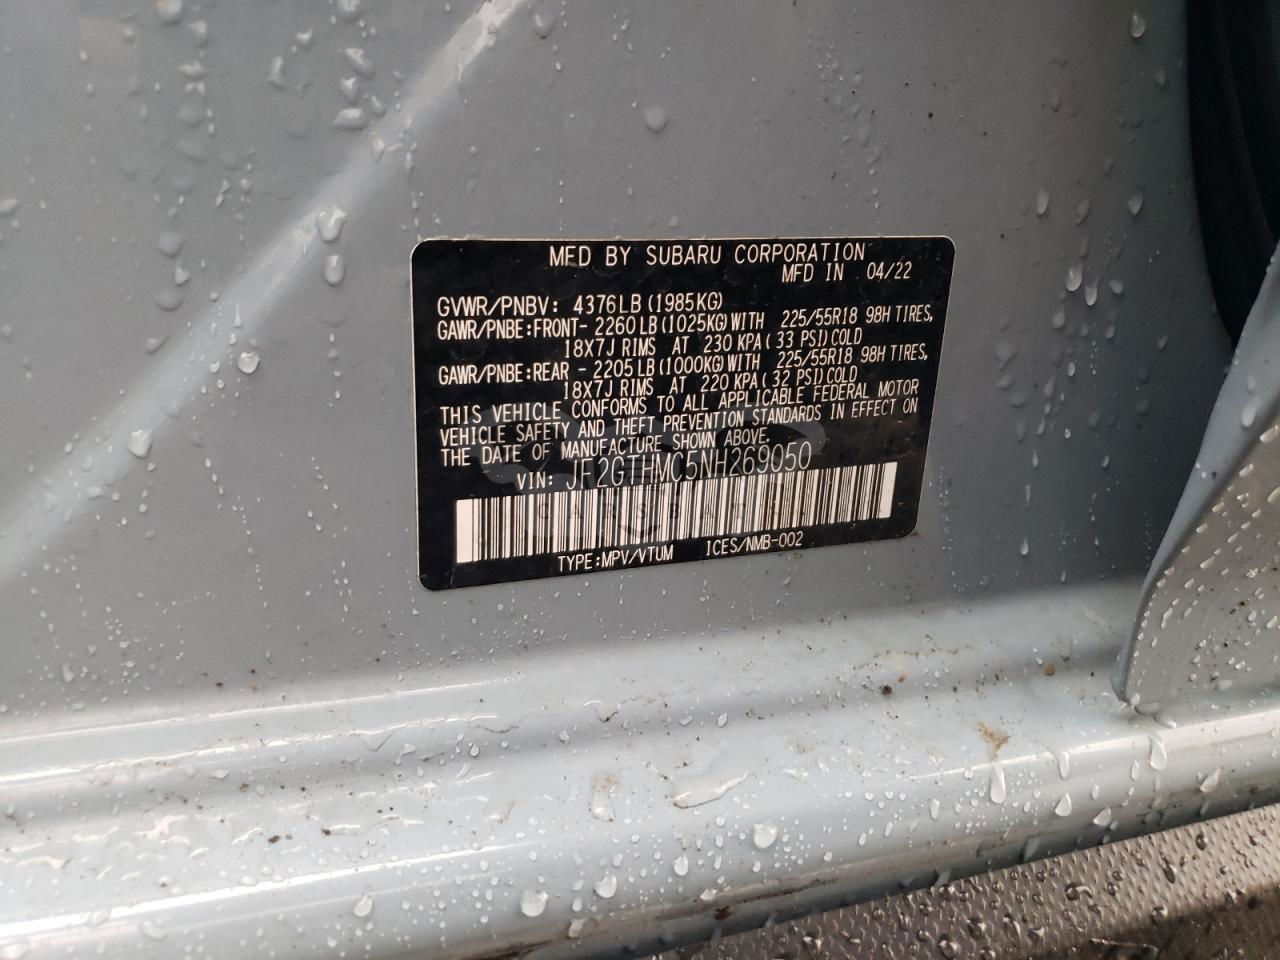 MFD BY SUBARU CORPORATION
MFD IN 04/22
GVWR/PNBV: 4376LB(1985KG)
GAWR/PNBE:FRONT- 2260LB(1025KG)WITH 225/55R18 98H TIRES,
18X7J RIMS AT 230 KPA( 33 PSI)COLD
GAWR/PNBE:REAR - 2205LB(1000KG)WITH 225/55R18 98H TIRES,
18X7J RIMS AT 220 KPA( 32 PSI)COLD
THIS VEHICLE CONFORMS TO ALL APPLICABLE FEDERAL MOTOR
VEHICLE SAFETY AND THEFT PREVENTION STANDARDS IN EFFECT ON
THE DATE OF MANUFACTURE SHOWN ABOVE.
VIN: JF2GTHMC5NH269050
TYPE:MPV/VTUM ICES/NMB-002